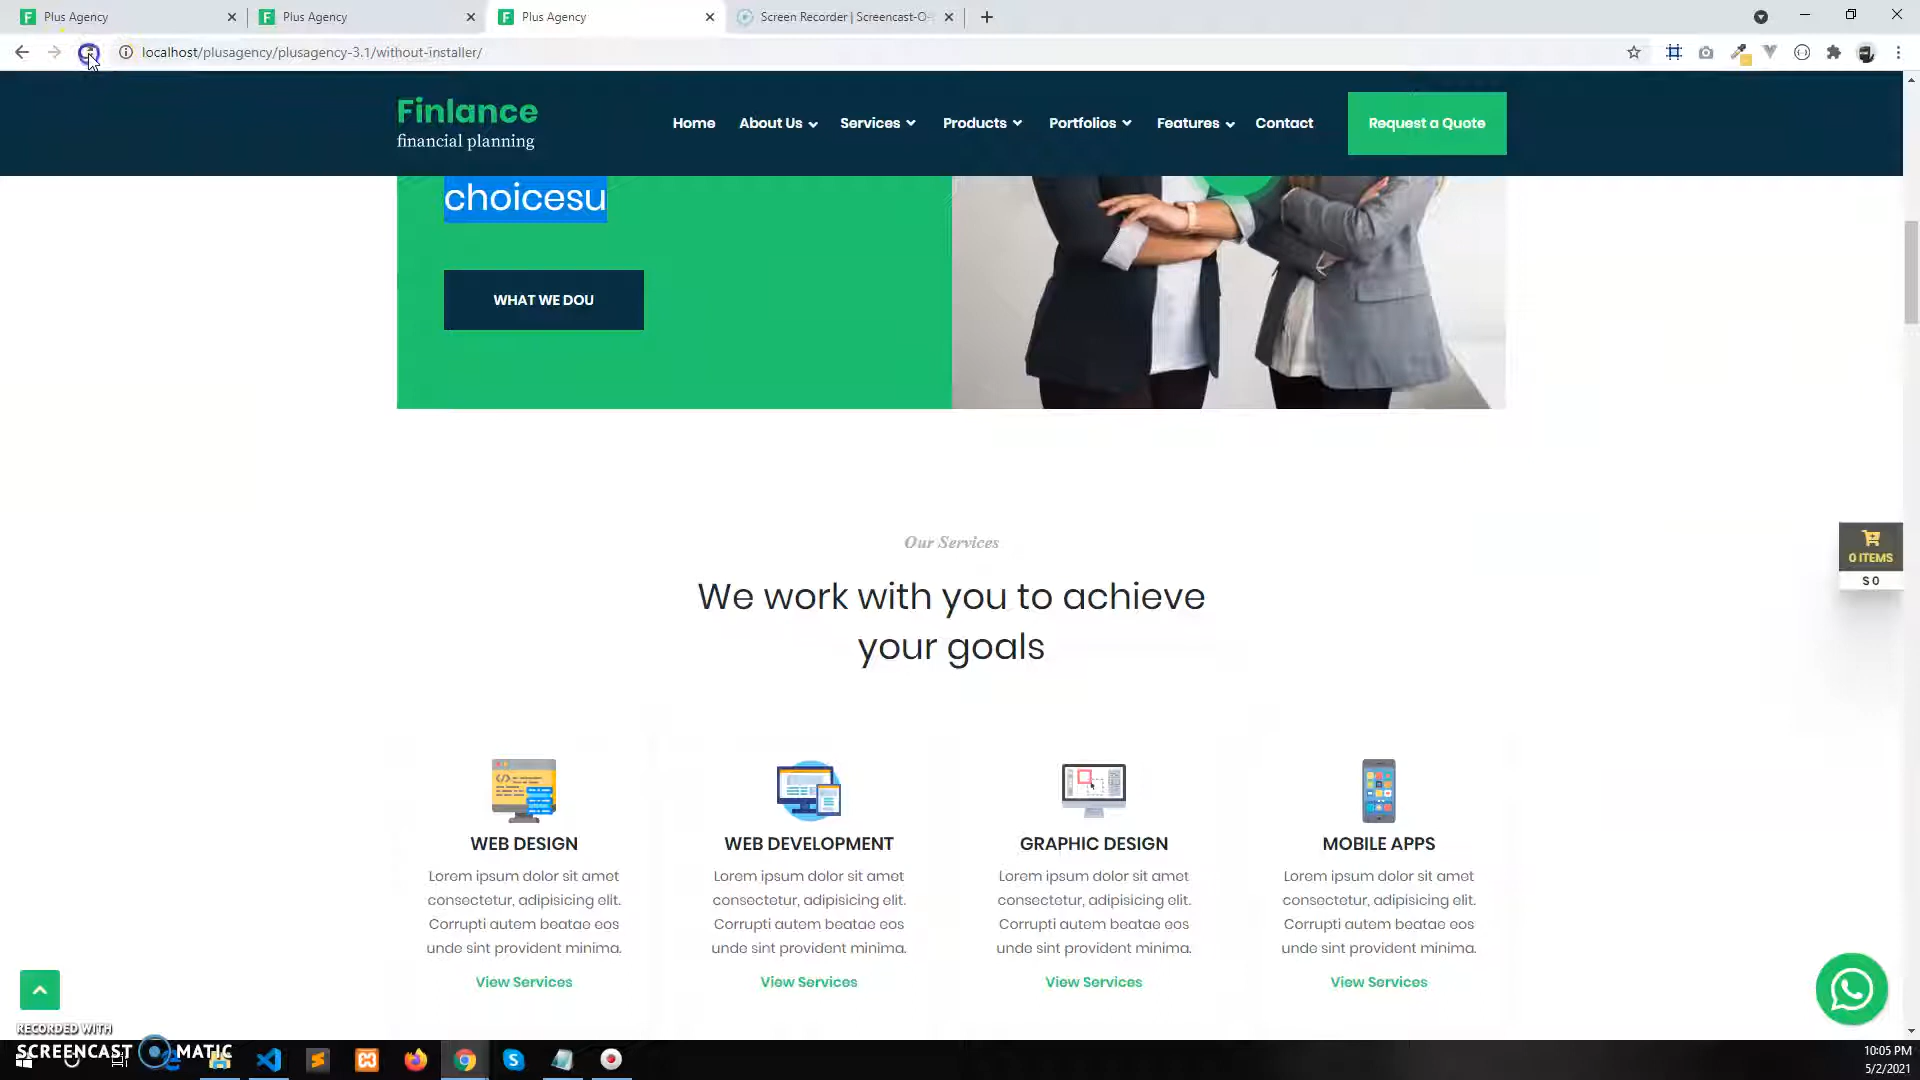 Plus Agency
Plus Agency
Plus Agency
Screen Recorder | Screencast-O-
localhost/plusagency/plusagency-3.1/without-installer/
Finlance
financial planning
Home
About Us
Services
Products
Portfolios
Features
Contact
Request a Quote
choicesu
WHAT WE DOU
0 ITEMS
$ 0
Our Services
We work with you to achieve
your goals
WEB DESIGN
Lorem ipsum dolor sit amet
consectetur, adipisicing elit.
Corrupti autem beatae eos
unde sint provident minima.
View Services
WEB DEVELOPMENT
Lorem ipsum dolor sit amet
consectetur, adipisicing elit.
Corrupti autem beatae eos
unde sint provident minima.
View Services
GRAPHIC DESIGN
Lorem ipsum dolor sit amet
consectetur, adipisicing elit.
Corrupti autem beatae eos
unde sint provident minima.
View Services
MOBILE APPS
Lorem ipsum dolor sit amet
consectetur, adipisicing elit.
Corrupti autem beatae eos
unde sint provident minima.
View Services
RECORDED WITH
SCREENCAST MATIC
10:05 PM
5/2/2021